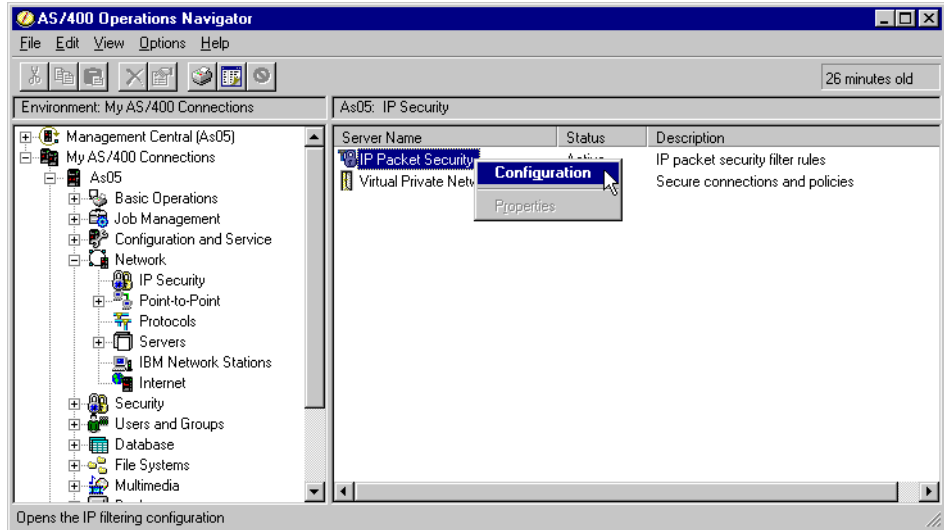 AS/400 Operations Navigator
File Edit View Options Help
26 minutes old
Environment: My AS/400 Connections
As05: IP Security
Management Central (As05)
My AS/400 Connections
As05
Basic Operations
Job Management
Configuration and Service
Network
IP Security
Point-to-Point
Protocols
Servers
IBM Network Stations
Internet
Security
Users and Groups
Database
File Systems
Multimedia
Server Name Status Description
IP Packet Security IP packet security filter rules
Virtual Private Netw Secure connections and policies
Configuration
Properties
Opens the IP filtering configuration